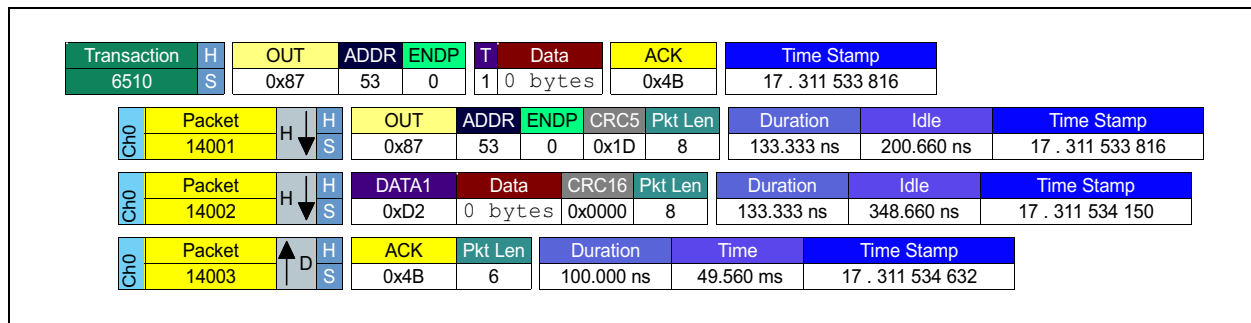 Transaction H OUT ADDR ENDP T Data ACK Time Stamp
6510 S 0x87 53 0 1 0 bytes 0x4B 17 . 311 533 816
Ch0 Packet H H OUT ADDR ENDP CRC5 Pkt Len Duration Idle Time Stamp
14001 S 0x87 53 0 0x1D 8 133.333 ns 200.660 ns 17 . 311 533 816
Ch0 Packet H H DATA1 Data CRC16 Pkt Len Duration Idle Time Stamp
14002 S 0xD2 0 bytes 0x0000 8 133.333 ns 348.660 ns 17 . 311 534 150
Ch0 Packet D H ACK Pkt Len Duration Time Time Stamp
14003 S 0x4B 6 100.000 ns 49.560 ms 17 . 311 534 632